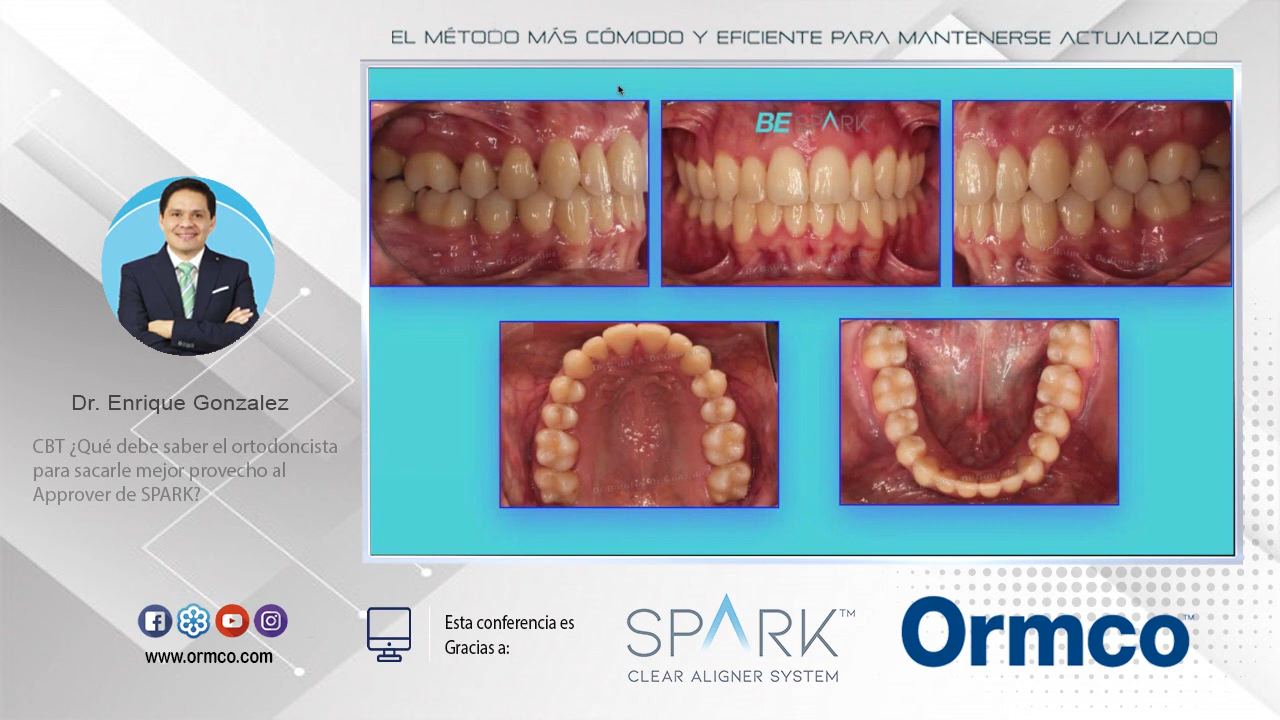 EL MÉTODO MÁS CÓMODO Y EFICIENTE PARA MANTENERSE ACTUALIZADO
BE SPARK
Dr. Enrique Gonzalez
CBT ¿Qué debe saber el ortodoncista
para sacarle mejor provecho al
Approver de SPARK?
www.ormco.com
Esta conferencia es
Gracias a:
SPARK™
CLEAR ALIGNER SYSTEM
Ormco™